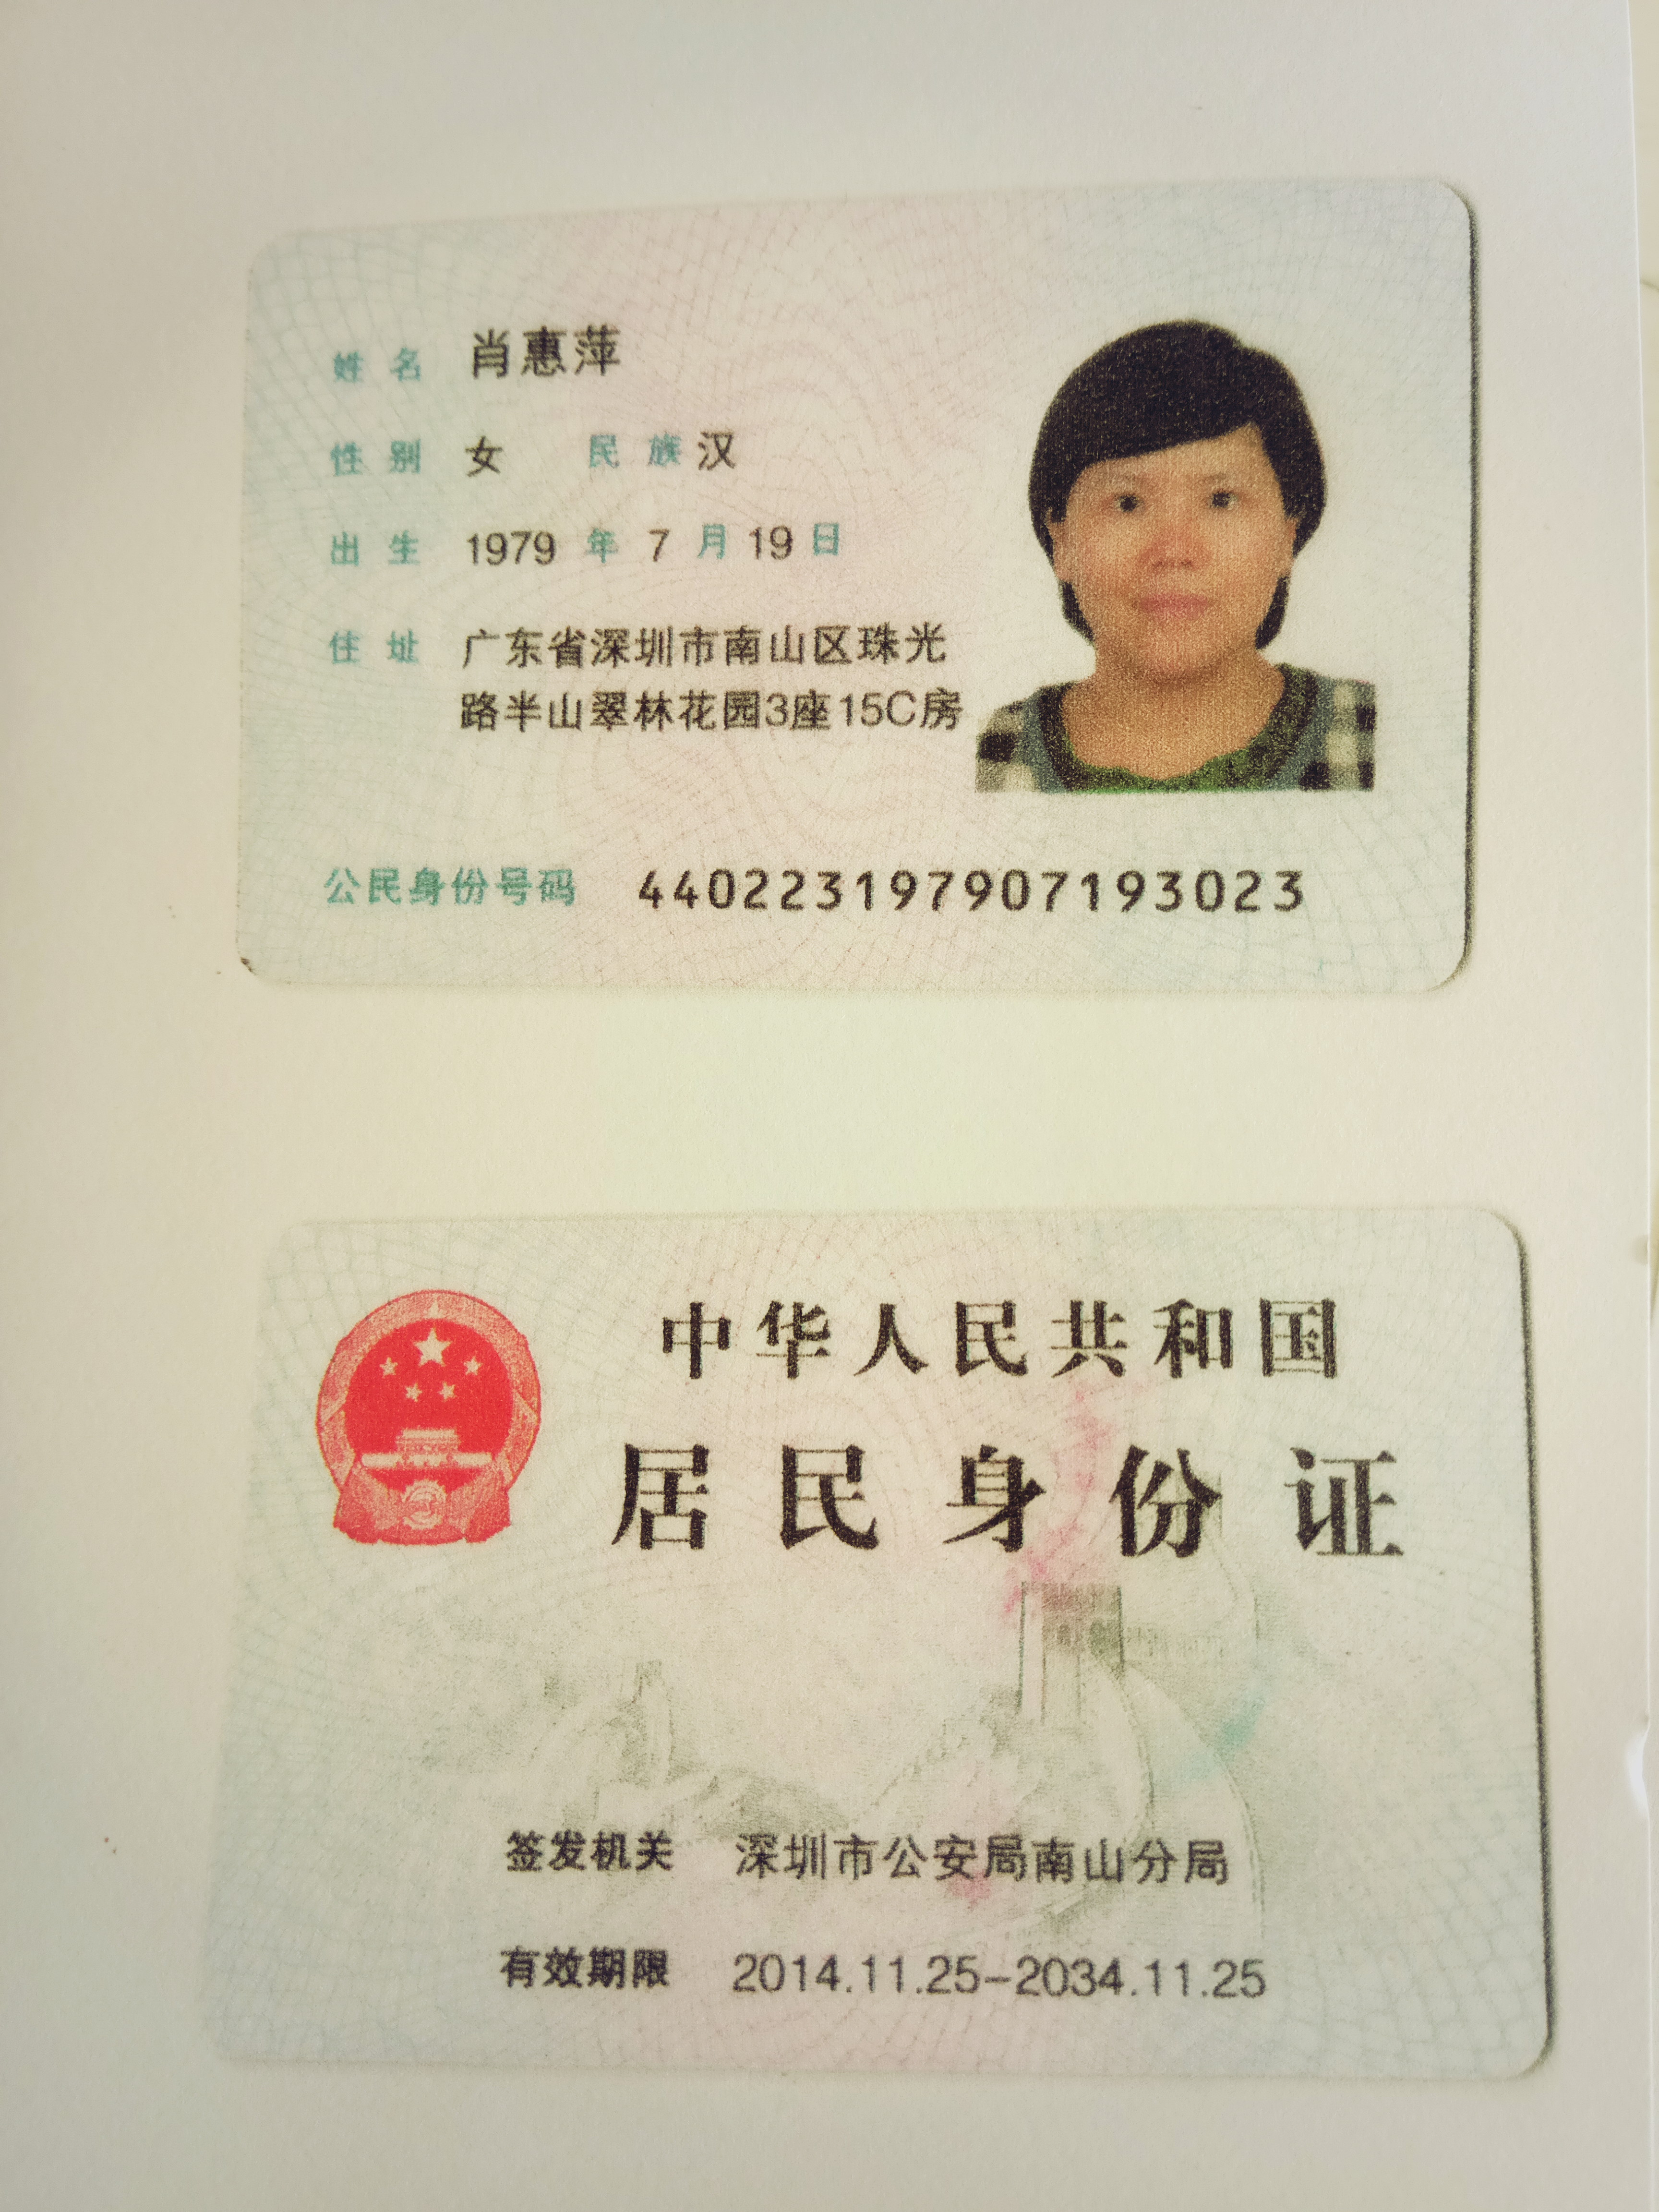 姓名 肖惠萍
性别 女 民族 汉
出生 1979 年 7 月 19 日
住址 广东省深圳市南山区珠光
路半山翠林花园3座15C房
公民身份号码 440223197907193023
中华人民共和国
居民身份证
签发机关 深圳市公安局南山分局
有效期限 2014.11.25-2034.11.25